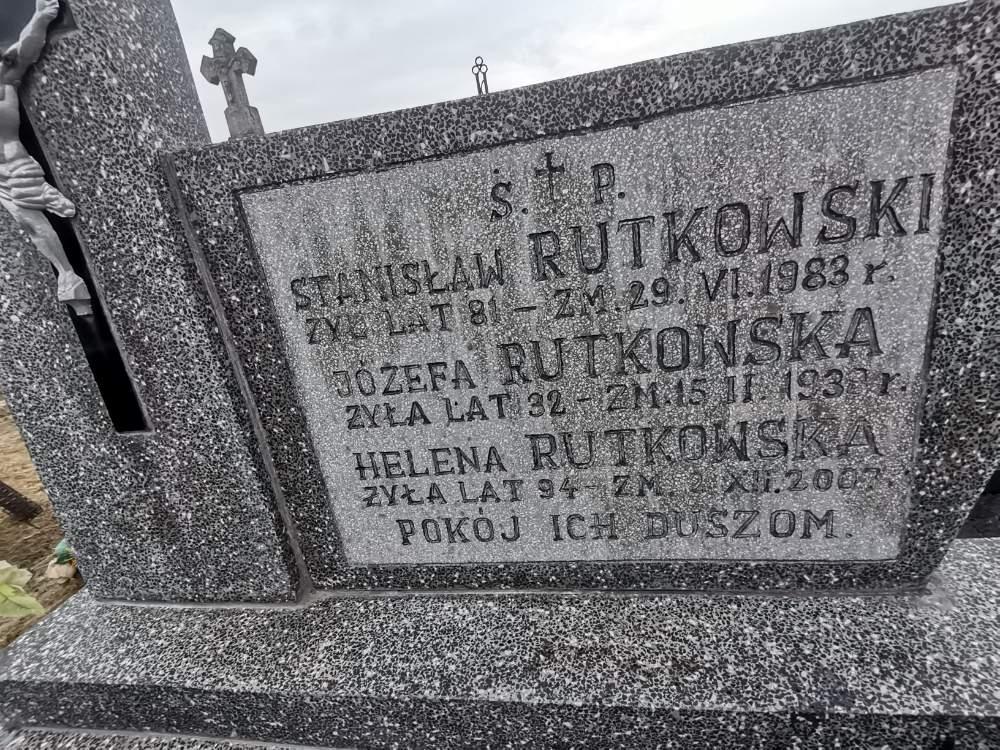 Ś. † P.
STANISŁAW RUTKOWSKI
ŻYŁ LAT 81 - ZM. 29. VI. 1983 r.
JÓZEFA RUTKOWSKA
ŻYŁA LAT 32 - ZM. 15 II. r.
HELENA RUTKOWSKA
ŻYŁA LAT 94 - ZM. XII. 2007.
POKÓJ ICH DUSZOM.